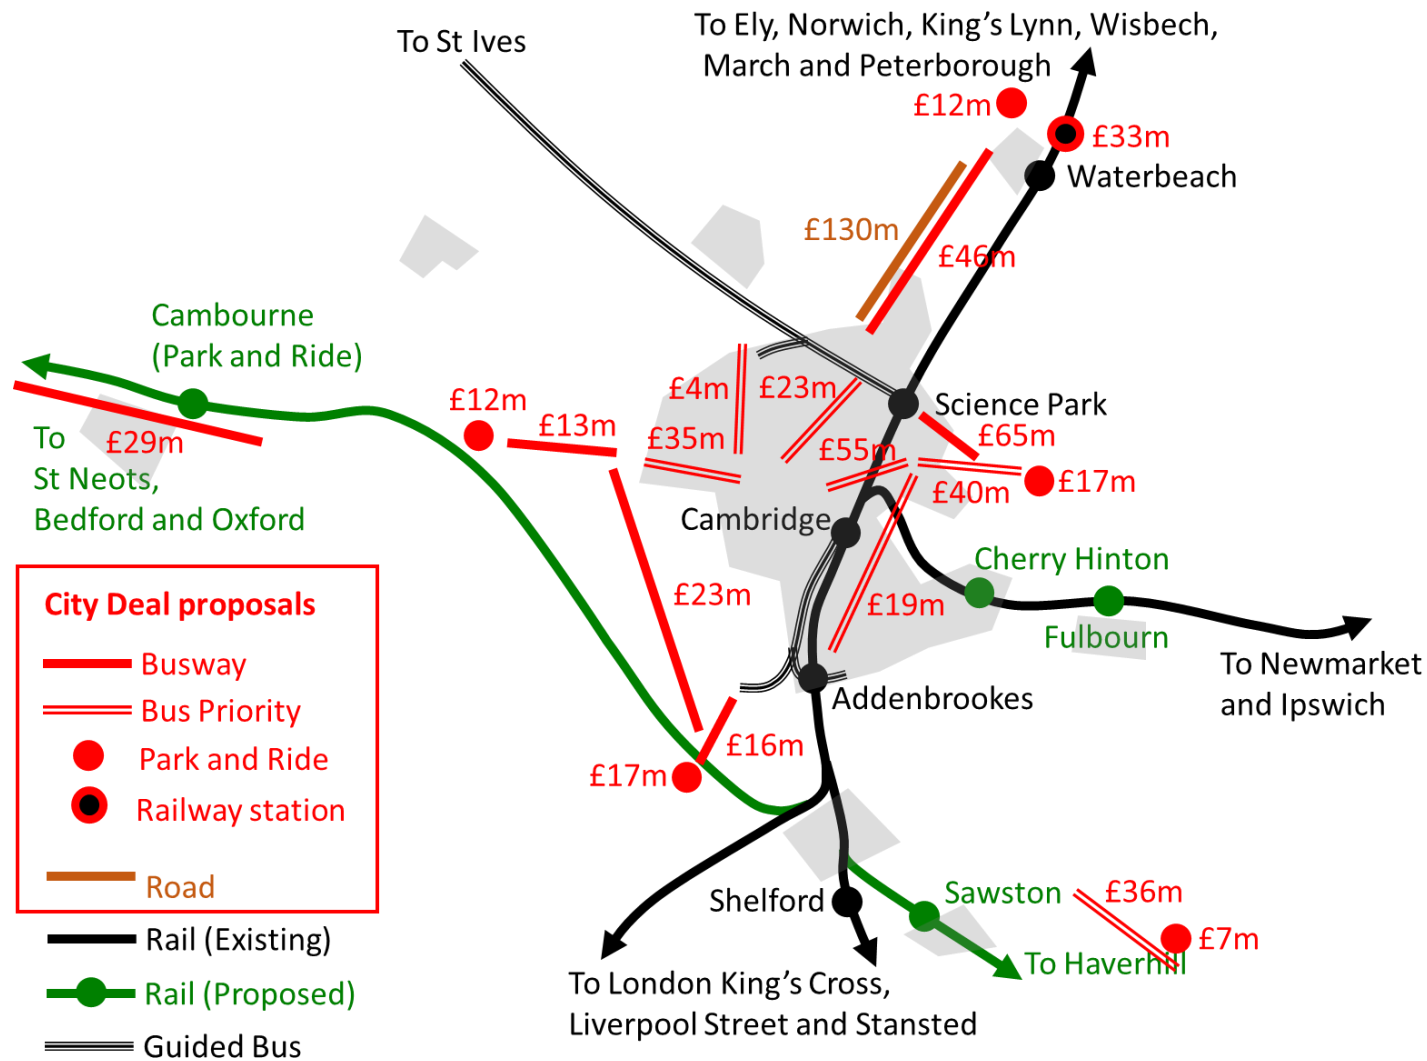 To St Ives
To Ely, Norwich, King's Lynn, Wisbech,
March and Peterborough
£12m
£33m
Waterbeach
£130m
£46m
Cambourne
(Park and Ride)
£4m
£23m
£12m
£13m
£35m
£55m
Science Park
£65m
£29m
To
St Neots,
Bedford and Oxford
£40m
£17m
Cambridge
Cherry Hinton
£23m
£19m
Fulbourn
To Newmarket
and Ipswich
Addenbrookes
£16m
£17m
City Deal proposals
Busway
Bus Priority
Park and Ride
Railway station
Road
Rail (Existing)
Rail (Proposed)
Guided Bus
Shelford
Sawston
£36m
£7m
To Haverhill
To London King's Cross,
Liverpool Street and Stansted